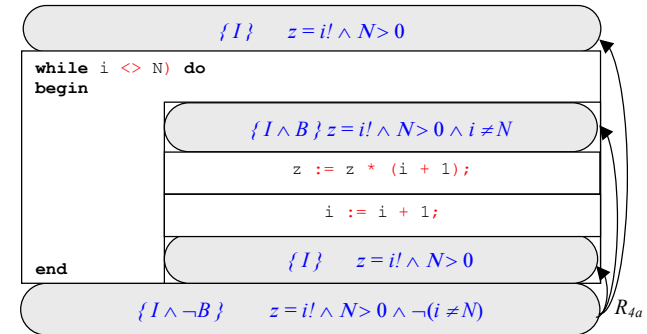 { I } z = i! ∧ N > 0
while i <> N) do
begin
{ I ∧ B } z = i! ∧ N > 0 ∧ i ≠ N
z := z * (i + 1);
i := i + 1;
{ I } z = i! ∧ N > 0
end
{ I ∧ ¬B } z = i! ∧ N > 0 ∧ ¬(i ≠ N)
R4a